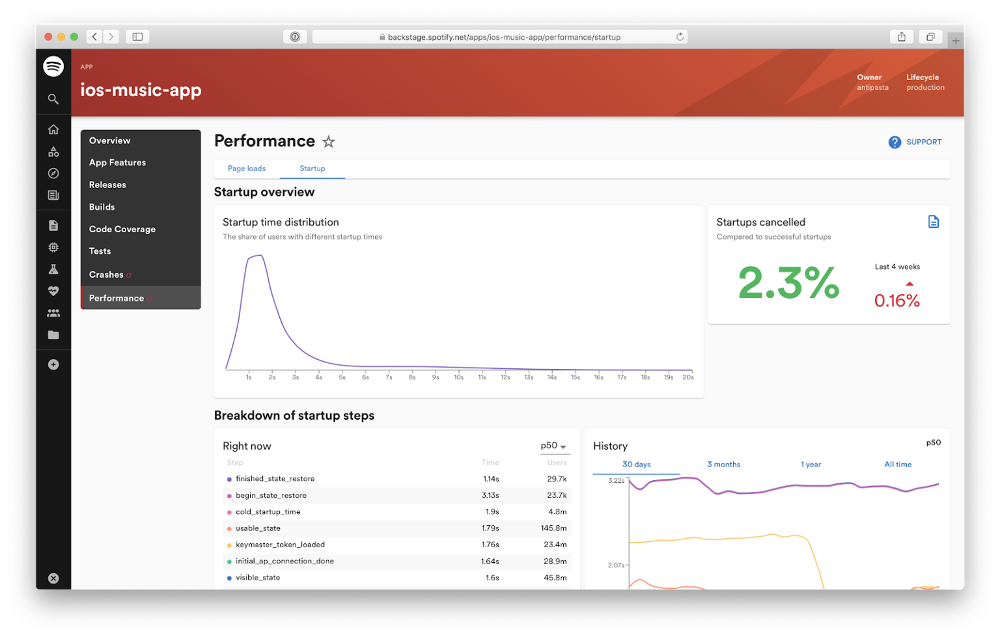 backstage.spotify.net/apps/ios-music-app/performance/startup
APP
ios-music-app
Owner
antipasta
Lifecycle
production
Overview
App Features
Releases
Builds
Code Coverage
Tests
Crashes α
Performance α
Performance
SUPPORT
Page loads
Startup
Startup overview
Startup time distribution
The share of users with different startup times
1s 2s 3s 4s 5s 6s 7s 8s 9s 10s 11s 12s 13s 14s 15s 16s 17s 18s 19s 20s
Startups cancelled
Compared to successful startups
2.3%
Last 4 weeks
0.16%
Breakdown of startup steps
Right now
p50
Step Time Users
finished_state_restore 1.14s 29.7k
begin_state_restore 3.13s 23.7k
cold_startup_time 1.9s 4.8m
usable_state 1.79s 145.8m
keymaster_token_loaded 1.76s 23.4m
initial_ap_connection_done 1.64s 28.9m
visible_state 1.6s 45.8m
History
p50
30 days 3 months 1 year All time
3.22s
2.07s